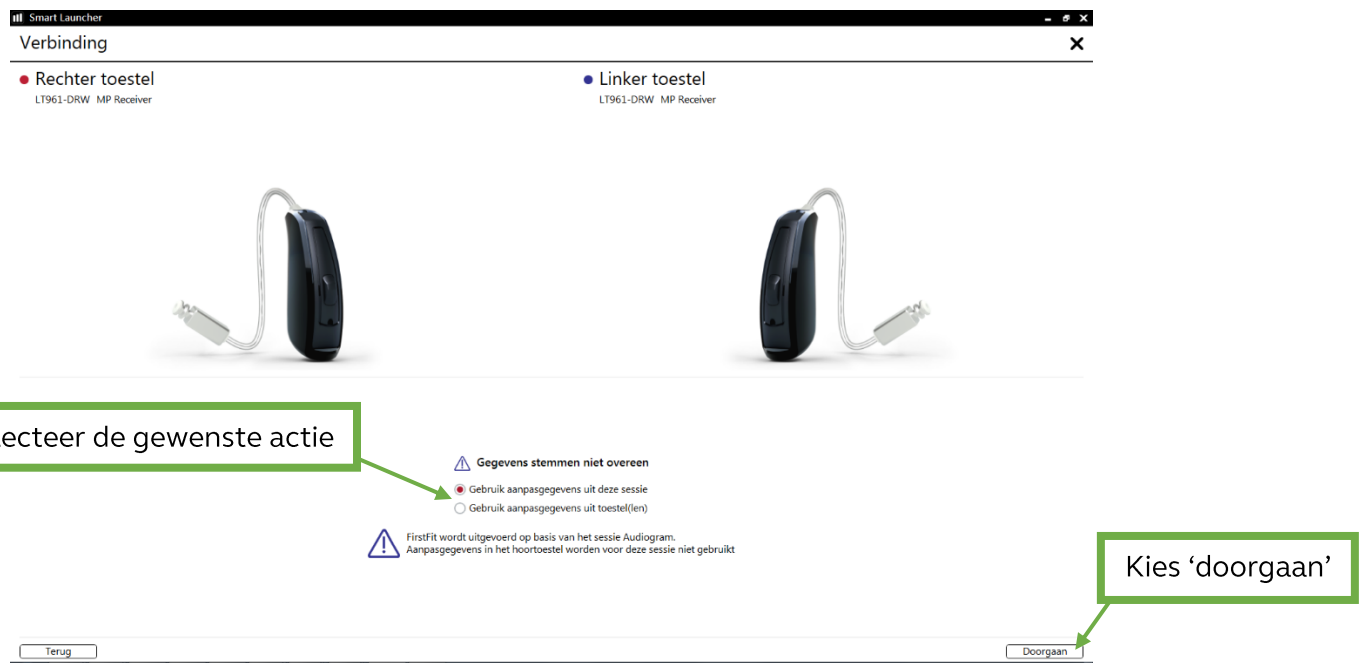 Smart Launcher
Verbinding
Rechter toestel
LT961-DRW MP Receiver
Linker toestel
LT961-DRW MP Receiver
ecteer de gewenste actie
Gegevens stemmen niet overeen
Gebruik aanpasgegevens uit deze sessie
Gebruik aanpasgegevens uit toestel(len)
FirstFit wordt uitgevoerd op basis van het sessie Audiogram.
Aanpasgegevens in het hoortoestel worden voor deze sessie niet gebruikt
Kies ‘doorgaan’
Terug
Doorgaan